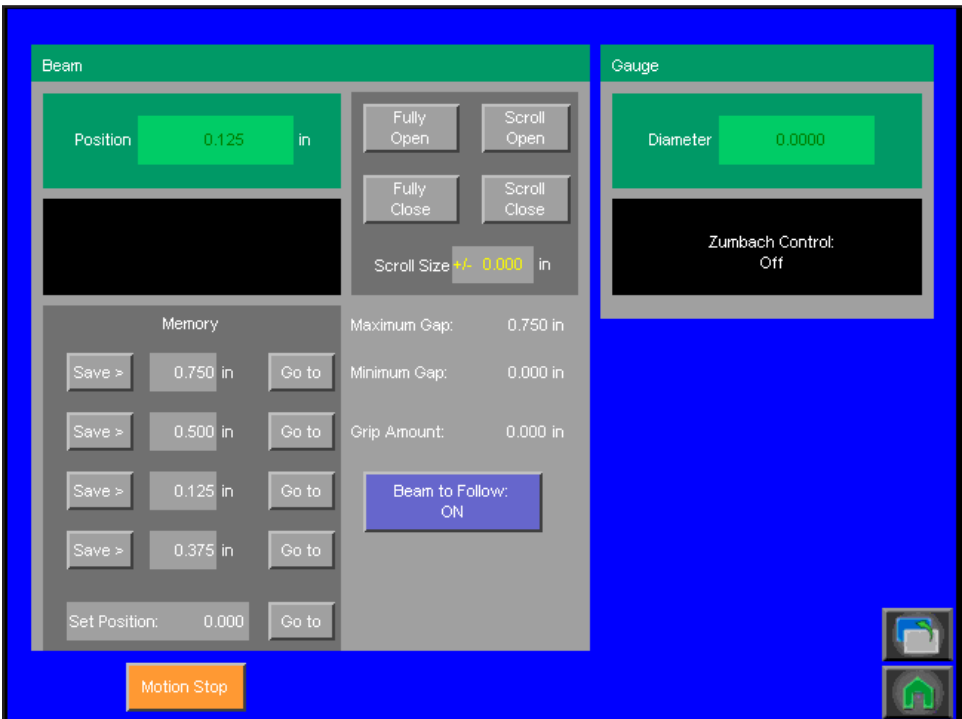 Beam
Position 0.125 in
Fully Open
Scroll Open
Fully Close
Scroll Close
Scroll Size +/- 0.000 in
Memory
Save > 0.750 in Go to
Save > 0.500 in Go to
Save > 0.125 in Go to
Save > 0.375 in Go to
Set Position: 0.000 Go to
Maximum Gap: 0.750 in
Minimum Gap: 0.000 in
Grip Amount: 0.000 in
Beam to Follow:
ON
Motion Stop
Gauge
Diameter 0.0000
Zumbach Control:
Off